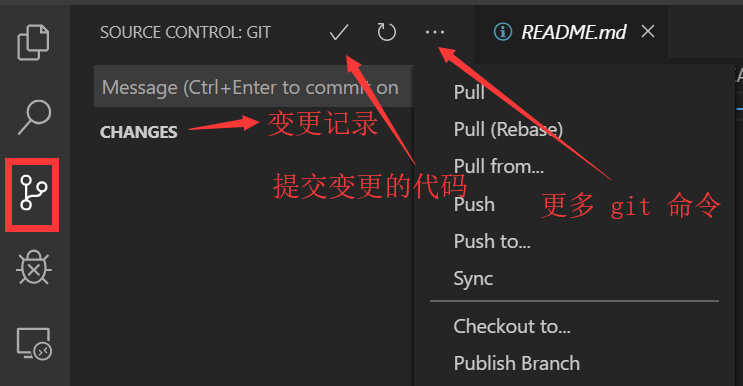 SOURCE CONTROL: GIT
README.md
Message (Ctrl+Enter to commit on
CHANGES
变更记录
提交变更的代码
更多 git 命令
Pull
Pull (Rebase)
Pull from...
Push
Push to...
Sync
Checkout to...
Publish Branch